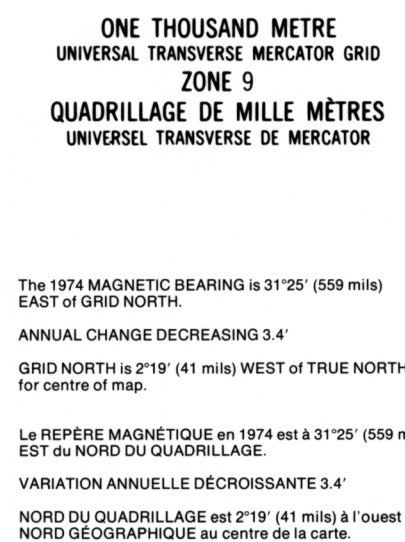 ONE THOUSAND METRE
UNIVERSAL TRANSVERSE MERCATOR GRID
ZONE 9
QUADRILLAGE DE MILLE MÈTRES
UNIVERSEL TRANSVERSE DE MERCATOR
The 1974 MAGNETIC BEARING is 31°25′ (559 mils)
EAST of GRID NORTH.
ANNUAL CHANGE DECREASING 3.4′
GRID NORTH is 2°19′ (41 mils) WEST of TRUE NORTH
for centre of map.
Le REPÈRE MAGNÉTIQUE en 1974 est à 31°25′ (559 m
EST du NORD DU QUADRILLAGE.
VARIATION ANNUELLE DÉCROISSANTE 3.4′
NORD DU QUADRILLAGE est 2°19′ (41 mils) à l'ouest
NORD GÉOGRAPHIQUE au centre de la carte.